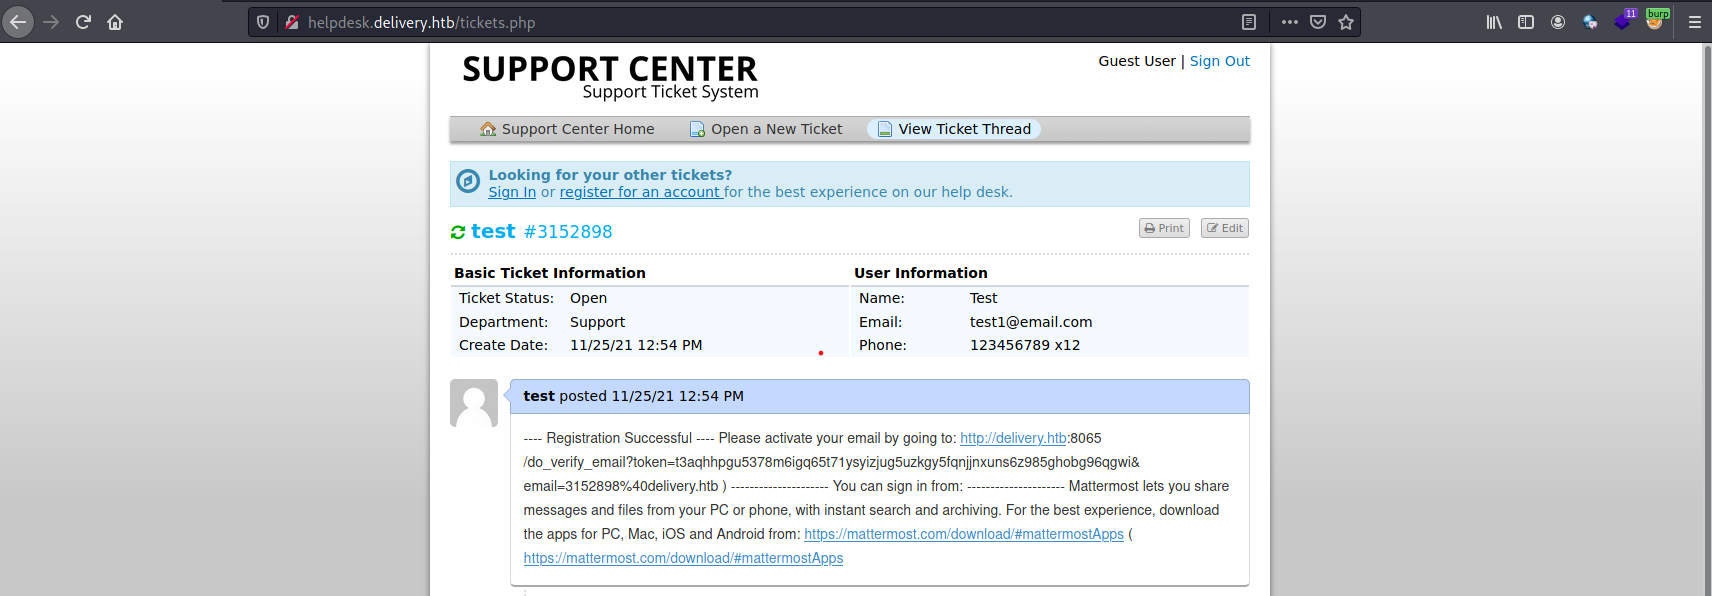 helpdesk.delivery.htb/tickets.php
11
burp
SUPPORT CENTER
Support Ticket System
Guest User | Sign Out
Support Center Home Open a New Ticket View Ticket Thread
Looking for your other tickets?
Sign In or register for an account for the best experience on our help desk.
test #3152898
Print Edit
Basic Ticket Information User Information
Ticket Status: Open Name: Test
Department: Support Email: test1@email.com
Create Date: 11/25/21 12:54 PM Phone: 123456789 x12
test posted 11/25/21 12:54 PM
---- Registration Successful ---- Please activate your email by going to: http://delivery.htb:8065
/do_verify_email?token=t3aqhhpgu5378m6igq65t71ysyizjug5uzkgy5fqnjjnxuns6z985ghobg96qgwi&
email=3152898%40delivery.htb ) --------------------- You can sign in from: --------------------- Mattermost lets you share
messages and files from your PC or phone, with instant search and archiving. For the best experience, download
the apps for PC, Mac, iOS and Android from: https://mattermost.com/download/#mattermostApps (
https://mattermost.com/download/#mattermostApps